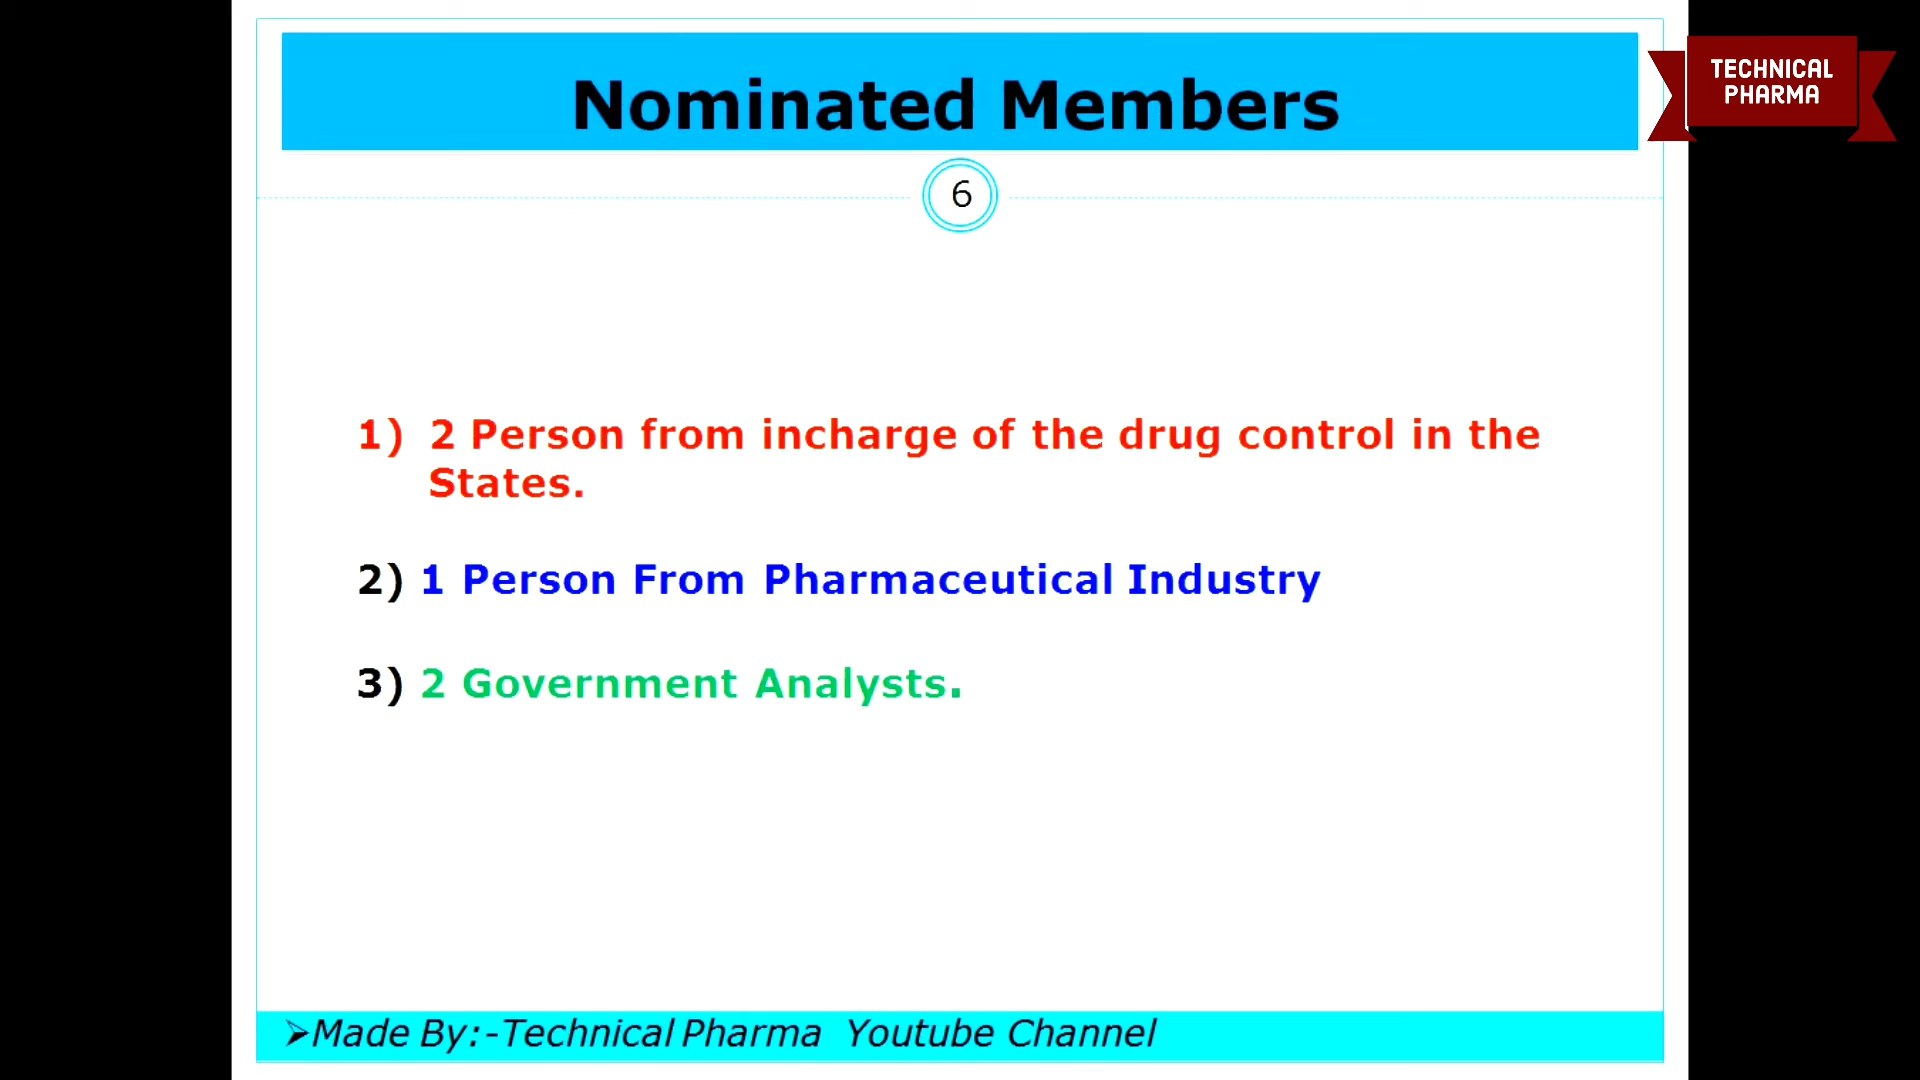 Nominated Members
TECHNICAL
PHARMA
6
1) 2 Person from incharge of the drug control in the
States.
2) 1 Person From Pharmaceutical Industry
3) 2 Government Analysts.
➢Made By:-Technical Pharma Youtube Channel